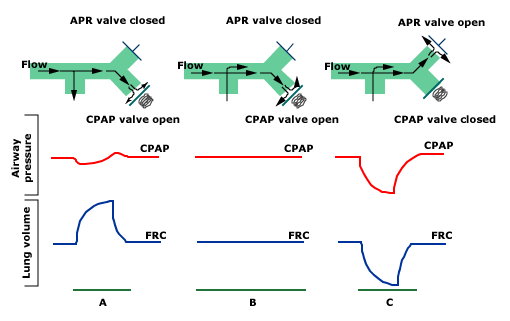 APR valve closed
APR valve closed
APR valve open
Flow
Flow
Flow
CPAP valve open
CPAP valve open
CPAP valve closed
Airway
pressure
CPAP
CPAP
CPAP
Lung volume
FRC
FRC
FRC
A
B
C